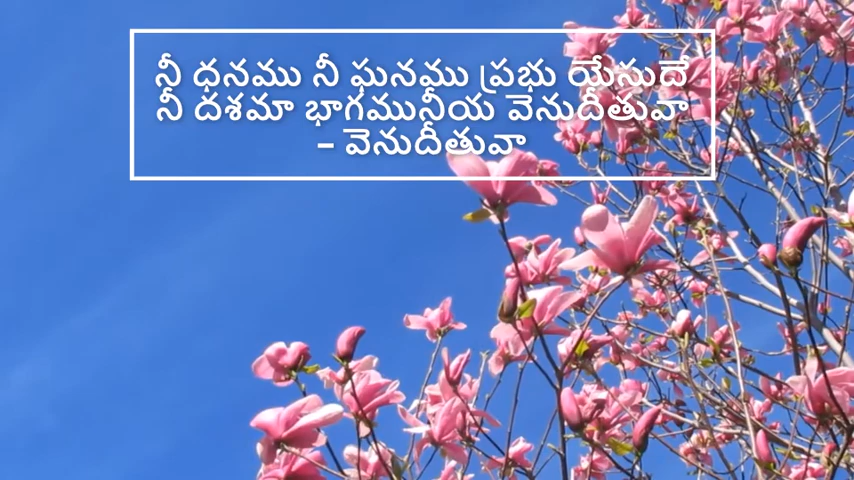 నీ ధనము నీ ఘనము ప్రభు యేసుదే
నీ దశమా భాగమునీయ వెనుదీతువా
– వెనుదీతువా